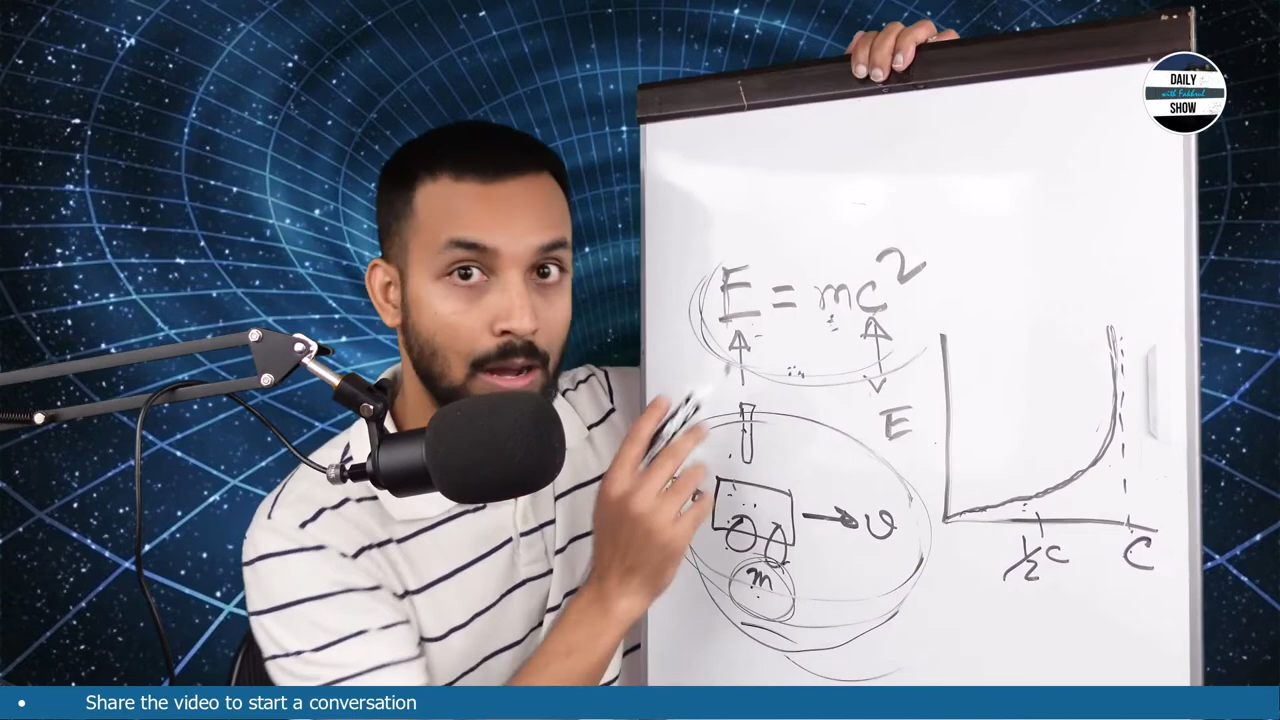 DAILY
with Fakhrul
SHOW
E = mc²
E
m
→ v
½c
C
• Share the video to start a conversation